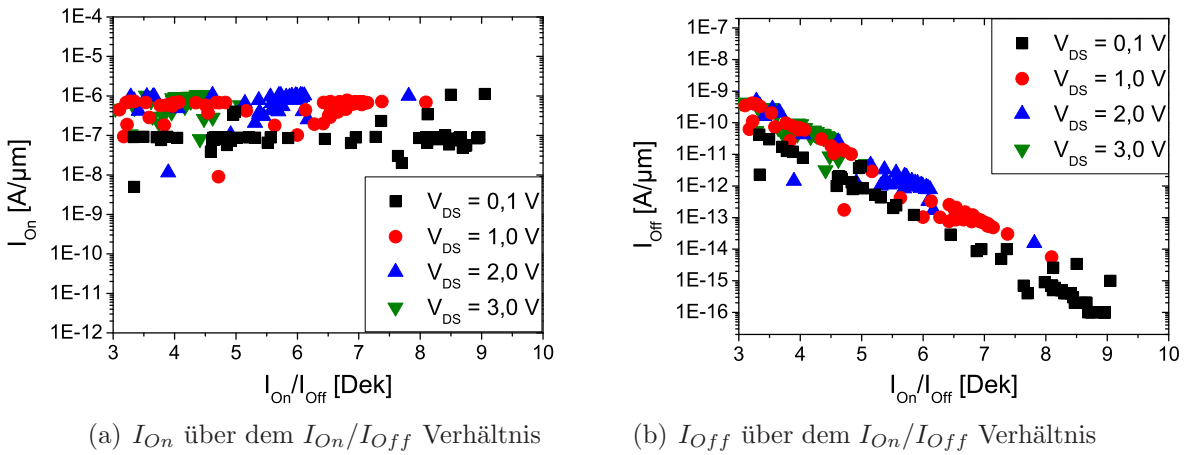 1E-4
1E-5
1E-6
1E-7
1E-8
1E-9
1E-10
1E-11
1E-12
I_On [A/µm]
V_DS = 0,1 V
V_DS = 1,0 V
V_DS = 2,0 V
V_DS = 3,0 V
3 4 5 6 7 8 9 10
I_On/I_Off [Dek]
(a) I_On über dem I_On/I_Off Verhältnis
1E-7
1E-8
1E-9
1E-10
1E-11
1E-12
1E-13
1E-14
1E-15
1E-16
I_Off [A/µm]
V_DS = 0,1 V
V_DS = 1,0 V
V_DS = 2,0 V
V_DS = 3,0 V
3 4 5 6 7 8 9 10
I_On/I_Off [Dek]
(b) I_Off über dem I_On/I_Off Verhältnis